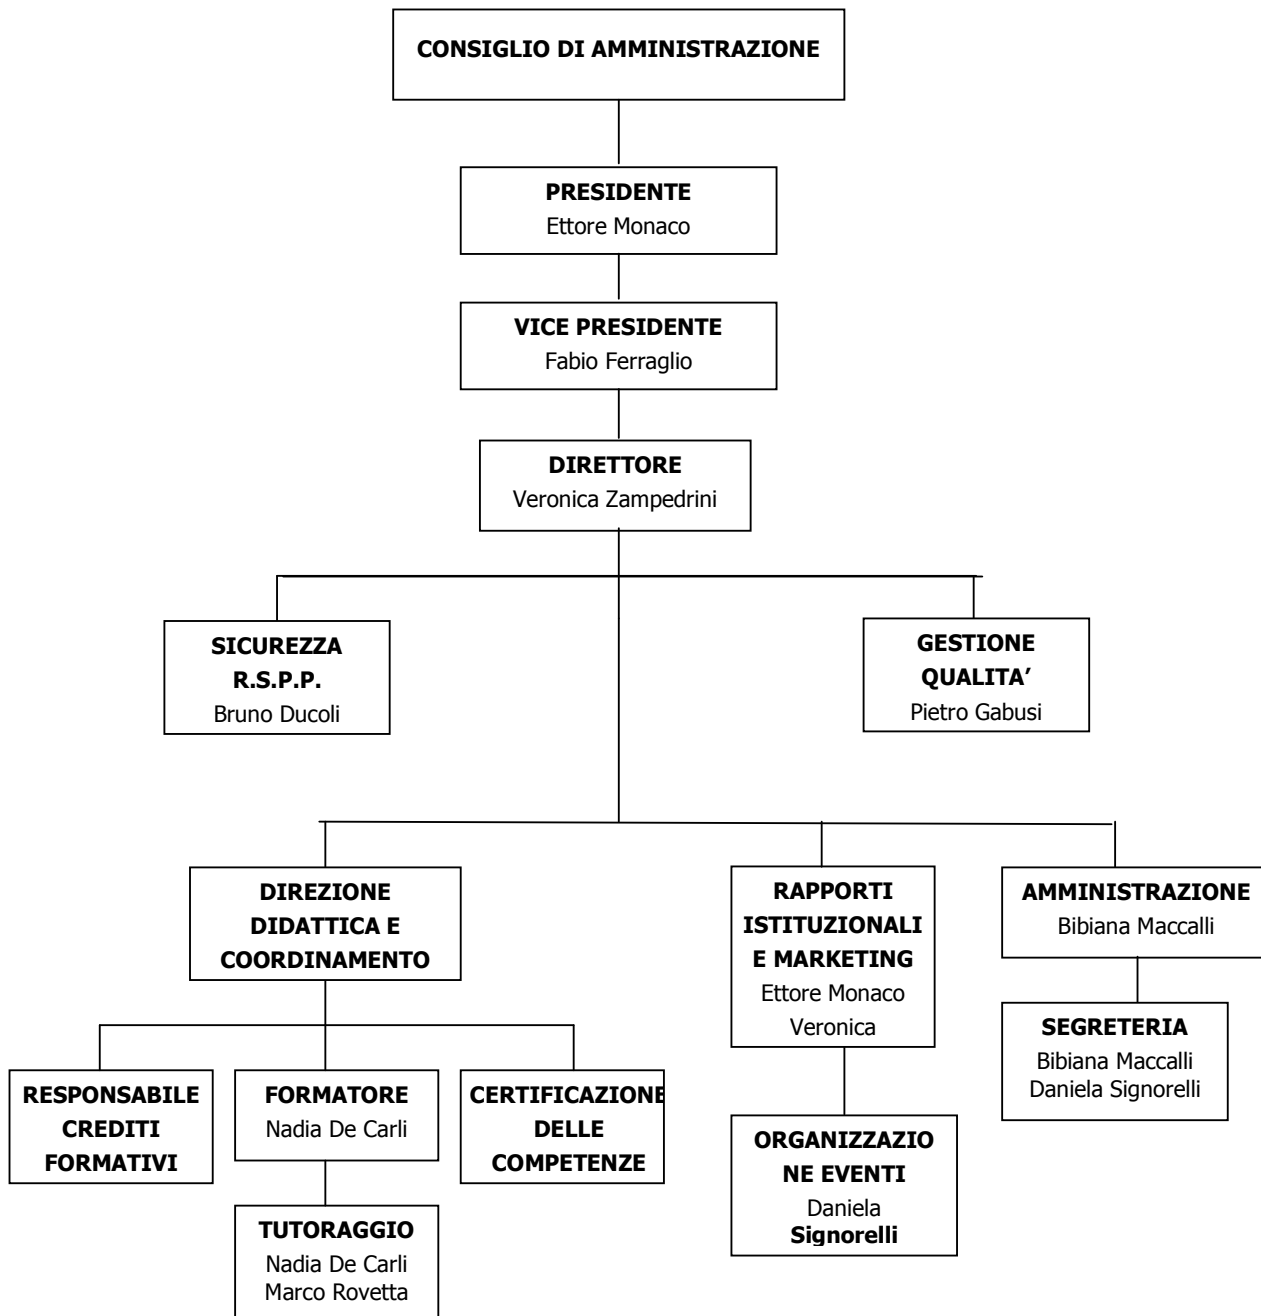 CONSIGLIO DI AMMINISTRAZIONE
PRESIDENTE
Ettore Monaco
VICE PRESIDENTE
Fabio Ferraglio
DIRETTORE
Veronica Zampedrini
SICUREZZA
R.S.P.P.
Bruno Ducoli
GESTIONE
QUALITA’
Pietro Gabusi
DIREZIONE
DIDATTICA E
COORDINAMENTO
RAPPORTI
ISTITUZIONALI
E MARKETING
Ettore Monaco
Veronica
AMMINISTRAZIONE
Bibiana Maccalli
SEGRETERIA
Bibiana Maccalli
Daniela Signorelli
RESPONSABILE
CREDITI
FORMATIVI
FORMATORE
Nadia De Carli
CERTIFICAZIONE
DELLE
COMPETENZE
ORGANIZZAZIO
NE EVENTI
Daniela
Signorelli
TUTORAGGIO
Nadia De Carli
Marco Rovetta